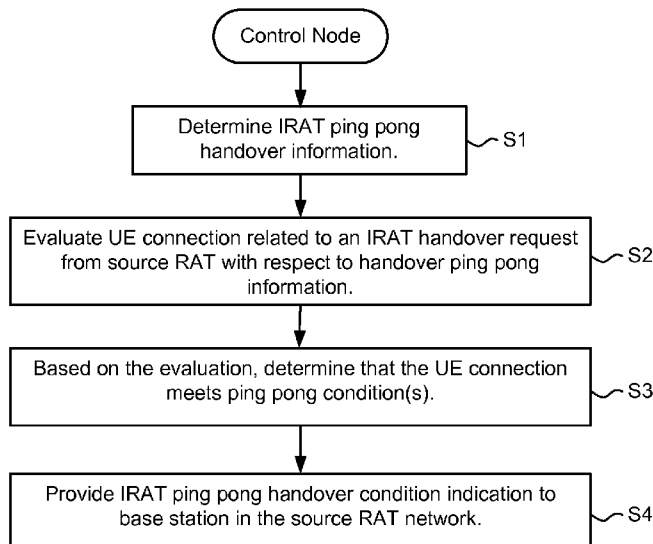 Control Node
Determine IRAT ping pong
handover information.
S1
Evaluate UE connection related to an IRAT handover request
from source RAT with respect to handover ping pong
information.
S2
Based on the evaluation, determine that the UE connection
meets ping pong condition(s).
S3
Provide IRAT ping pong handover condition indication to
base station in the source RAT network.
S4